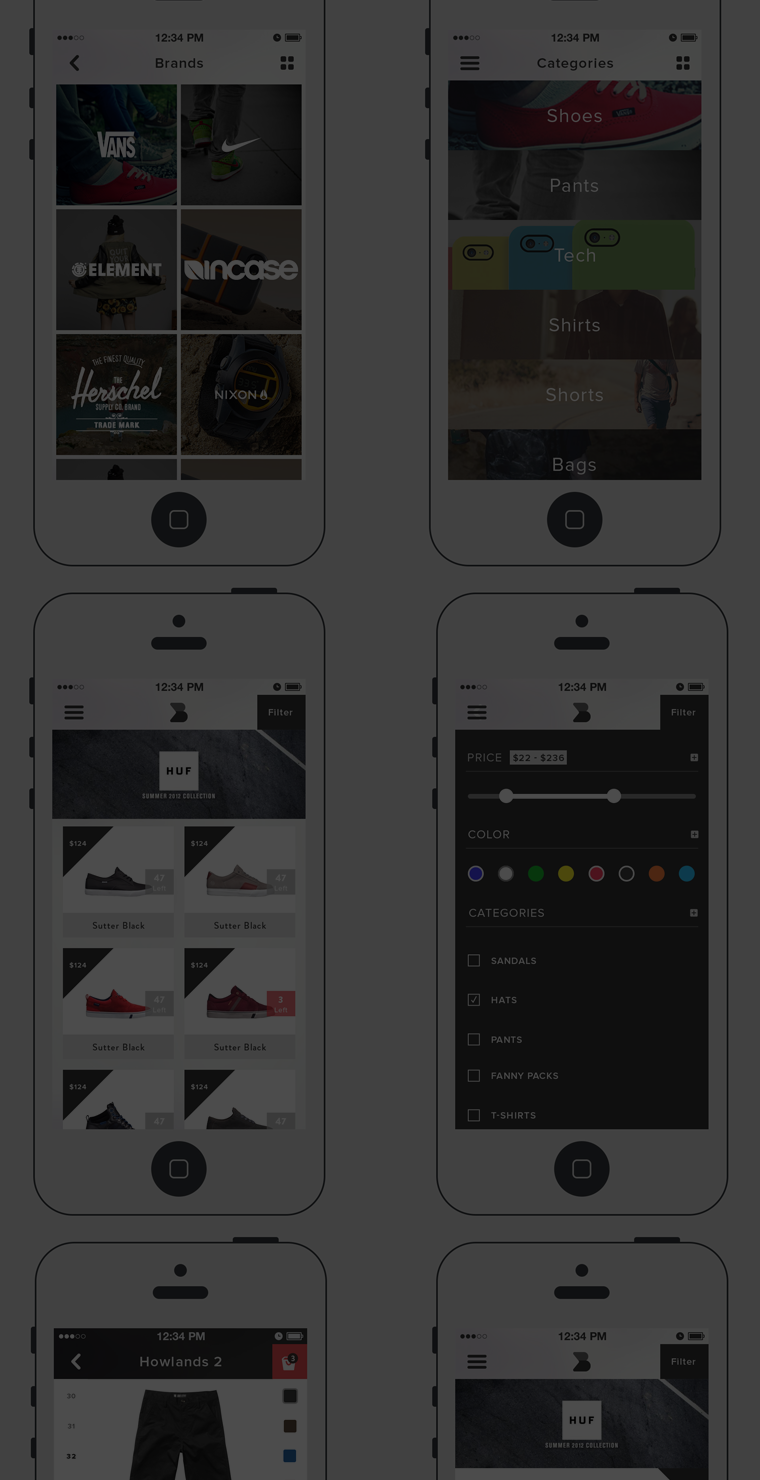 12:34 PM
Brands
VANS
ELEMENT
incase
THE FINEST QUALITY
THE
Herschel
SUPPLY CO. BRAND
TRADE MARK
NIXON
12:34 PM
Categories
Shoes
Pants
Tech
Shirts
Shorts
Bags
12:34 PM
Filter
HUF
SUMMER 2013 COLLECTION
$124
47
Left
Sutter Black
$124
47
Left
Sutter Black
$124
47
Left
Sutter Black
$124
3
Left
Sutter Black
$124
47
$124
47
12:34 PM
Filter
PRICE $22 - $236
COLOR
CATEGORIES
SANDALS
HATS
PANTS
FANNY PACKS
T-SHIRTS
12:34 PM
Howlands 2
3
30
31
32
12:34 PM
Filter
HUF
SUMMER 2013 COLLECTION